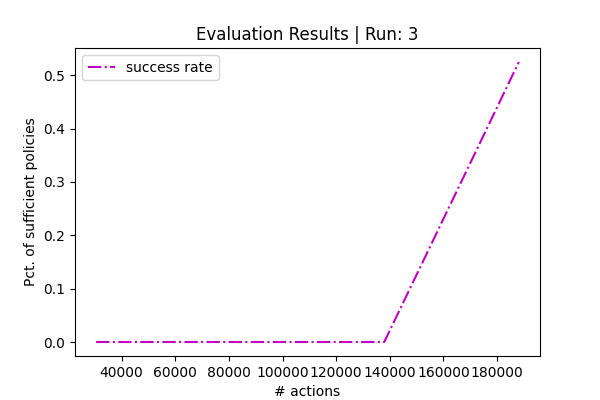 Evaluation Results | Run: 3
success rate
Pct. of sufficient policies
0.5
0.4
0.3
0.2
0.1
0.0
40000 60000 80000 100000 120000 140000 160000 180000
# actions